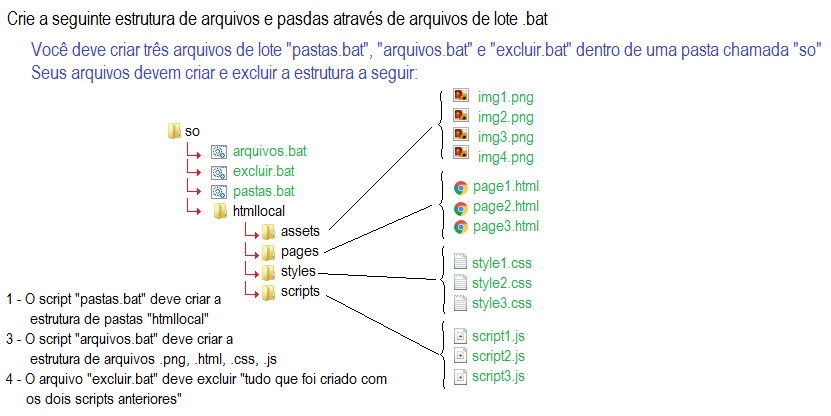 Crie a seguinte estrutura de arquivos e pasdas através de arquivos de lote .bat
Você deve criar três arquivos de lote "pastas.bat", "arquivos.bat" e "excluir.bat" dentro de uma pasta chamada "so"
Seus arquivos devem criar e excluir a estrutura a seguir:
so
arquivos.bat
excluir.bat
pastas.bat
htmllocal
assets
pages
styles
scripts
img1.png
img2.png
img3.png
img4.png
page1.html
page2.html
page3.html
style1.css
style2.css
style3.css
script1.js
script2.js
script3.js
1 - O script "pastas.bat" deve criar a
estrutura de pastas "htmllocal"
3 - O script "arquivos.bat" deve criar a
estrutura de arquivos .png, .html, .css, .js
4 - O arquivo "excluir.bat" deve excluir "tudo que foi criado com
os dois scripts anteriores"